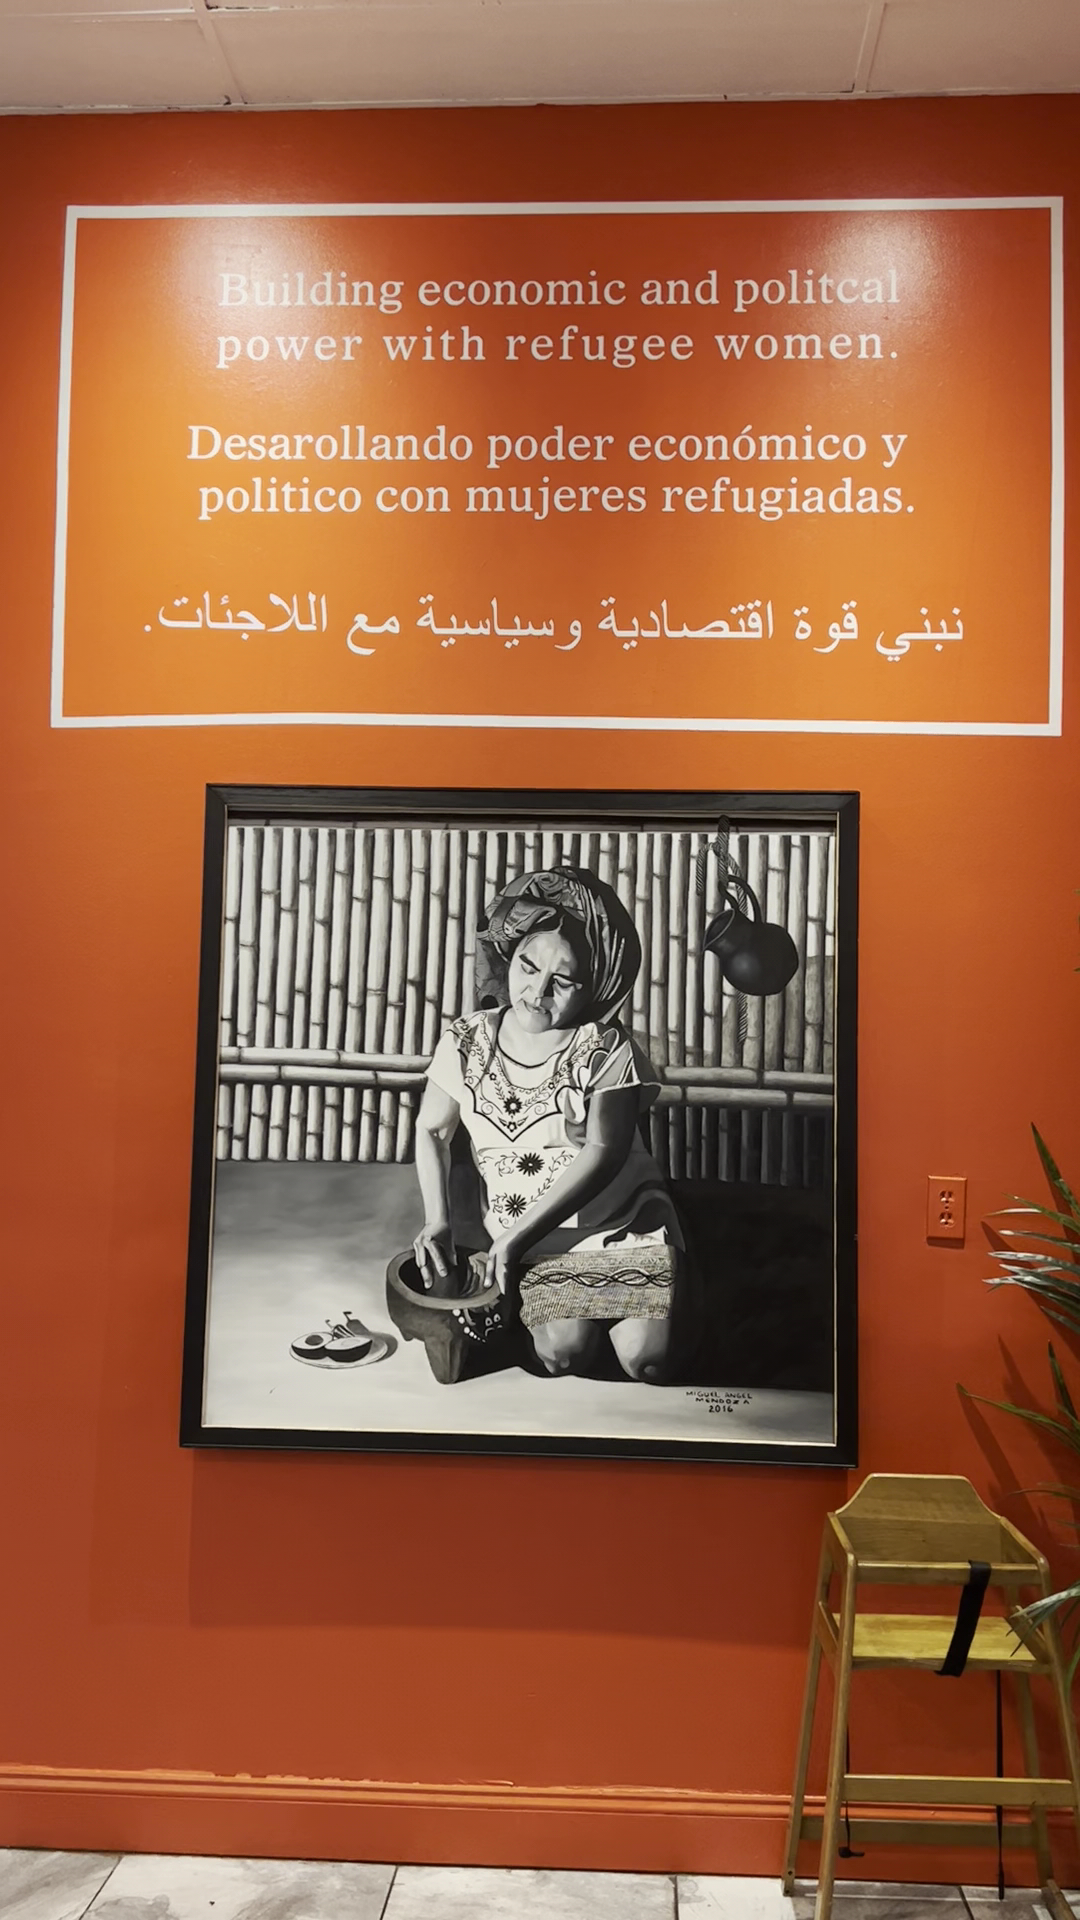 Building economic and politcal
power with refugee women.
Desarollando poder económico y
politico con mujeres refugiadas.
نبني قوة اقتصادية وسياسية مع اللاجئات.
MIGUEL ANGEL
MENDOZA
2016